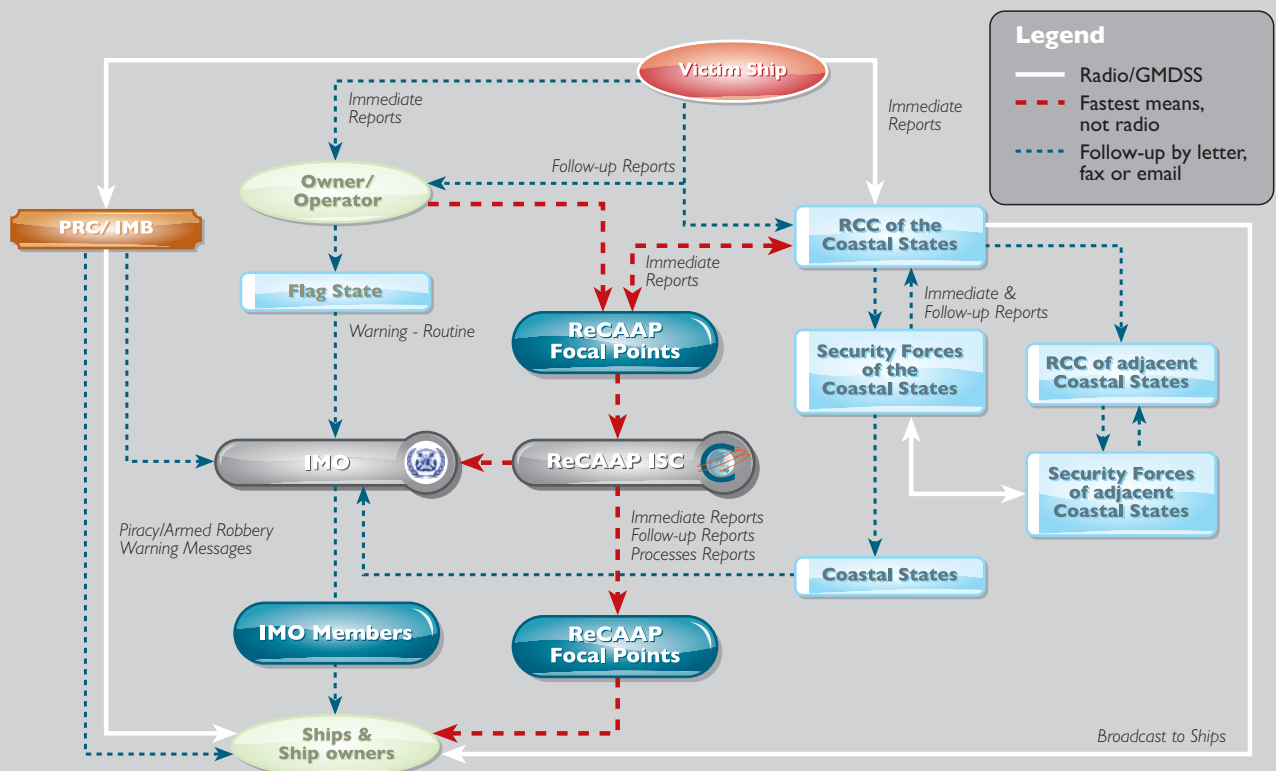 Legend
Radio/GMDSS
Fastest means,
not radio
Follow-up by letter,
fax or email
Victim Ship
Immediate
Reports
Immediate
Reports
Follow-up Reports
Owner/
Operator
PRC/ IMB
RCC of the
Coastal States
Immediate
Reports
Flag State
Immediate &
Follow-up Reports
Warning - Routine
ReCAAP
Focal Points
Security Forces
of the
Coastal States
RCC of adjacent
Coastal States
IMO
ReCAAP ISC
Security Forces
of adjacent
Coastal States
Piracy/Armed Robbery
Warning Messages
Immediate Reports
Follow-up Reports
Processes Reports
Coastal States
IMO Members
ReCAAP
Focal Points
Ships &
Ship owners
Broadcast to Ships